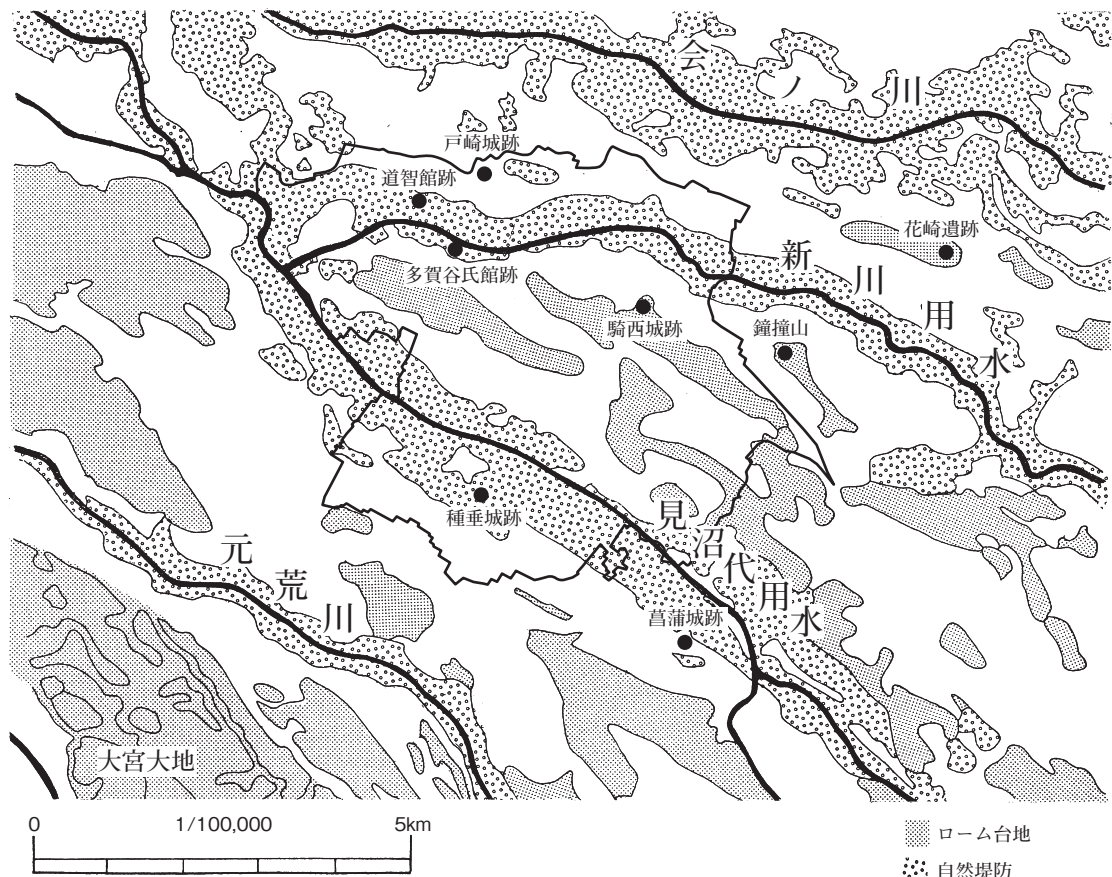 会ノ川
戸崎城跡
道智館跡
花崎遺跡
多賀谷氏館跡
新川用水
騎西城跡
鐘撞山
種垂城跡
見沼代用水
元荒川
菖蒲城跡
大宮大地
0 1/100,000 5km
ローム台地
自然堤防